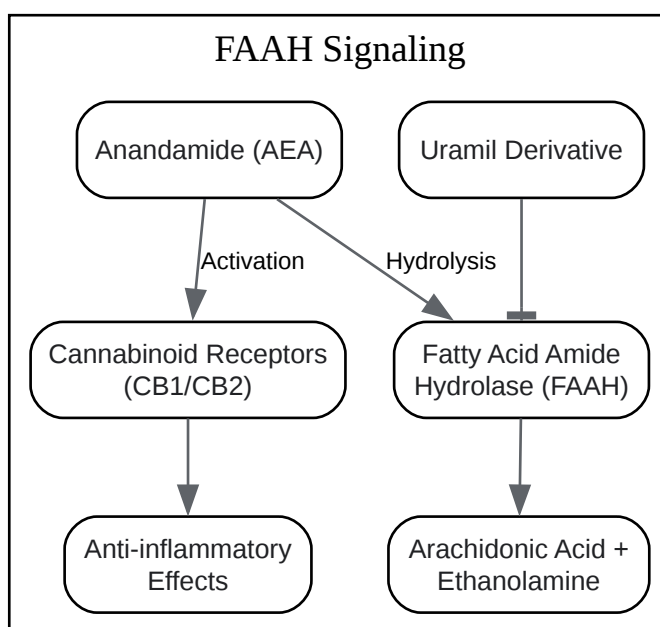 FAAH Signaling
Anandamide (AEA)
Uramil Derivative
Activation
Hydrolysis
Cannabinoid Receptors
(CB1/CB2)
Fatty Acid Amide
Hydrolase (FAAH)
Anti-inflammatory
Effects
Arachidonic Acid +
Ethanolamine